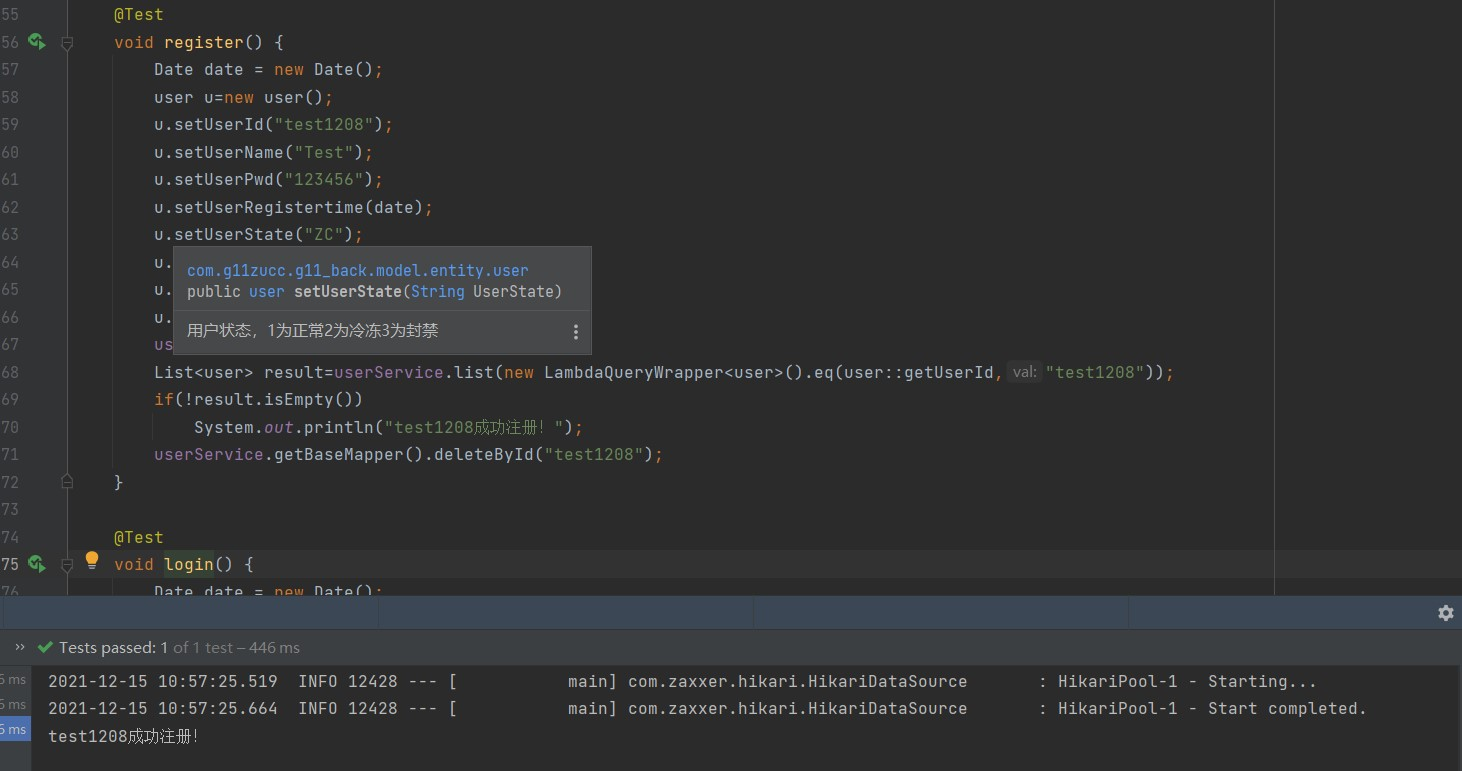 55 @Test
56 void register() {
57 Date date = new Date();
58 user u=new user();
59 u.setUserId("test1208");
60 u.setUserName("Test");
61 u.setUserPwd("123456");
62 u.setUserRegistertime(date);
63 u.setUserState("ZC");
64 u.
com.g11zucc.g11_back.model.entity.user
65 u.
public user setUserState(String UserState)
66 u.
用户状态，1为正常2为冷冻3为封禁
67 us
68 List<user> result=userService.list(new LambdaQueryWrapper<user>().eq(user::getUserId, val: "test1208"));
69 if(!result.isEmpty())
70 System.out.println("test1208成功注册！");
71 userService.getBaseMapper().deleteById("test1208");
72 }
73
74 @Test
75 void login() {
76 Date date = new Date();
» Tests passed: 1 of 1 test – 446 ms
5 ms 2021-12-15 10:57:25.519 INFO 12428 --- [ main] com.zaxxer.hikari.HikariDataSource : HikariPool-1 - Starting...
5 ms 2021-12-15 10:57:25.664 INFO 12428 --- [ main] com.zaxxer.hikari.HikariDataSource : HikariPool-1 - Start completed.
5 ms test1208成功注册！